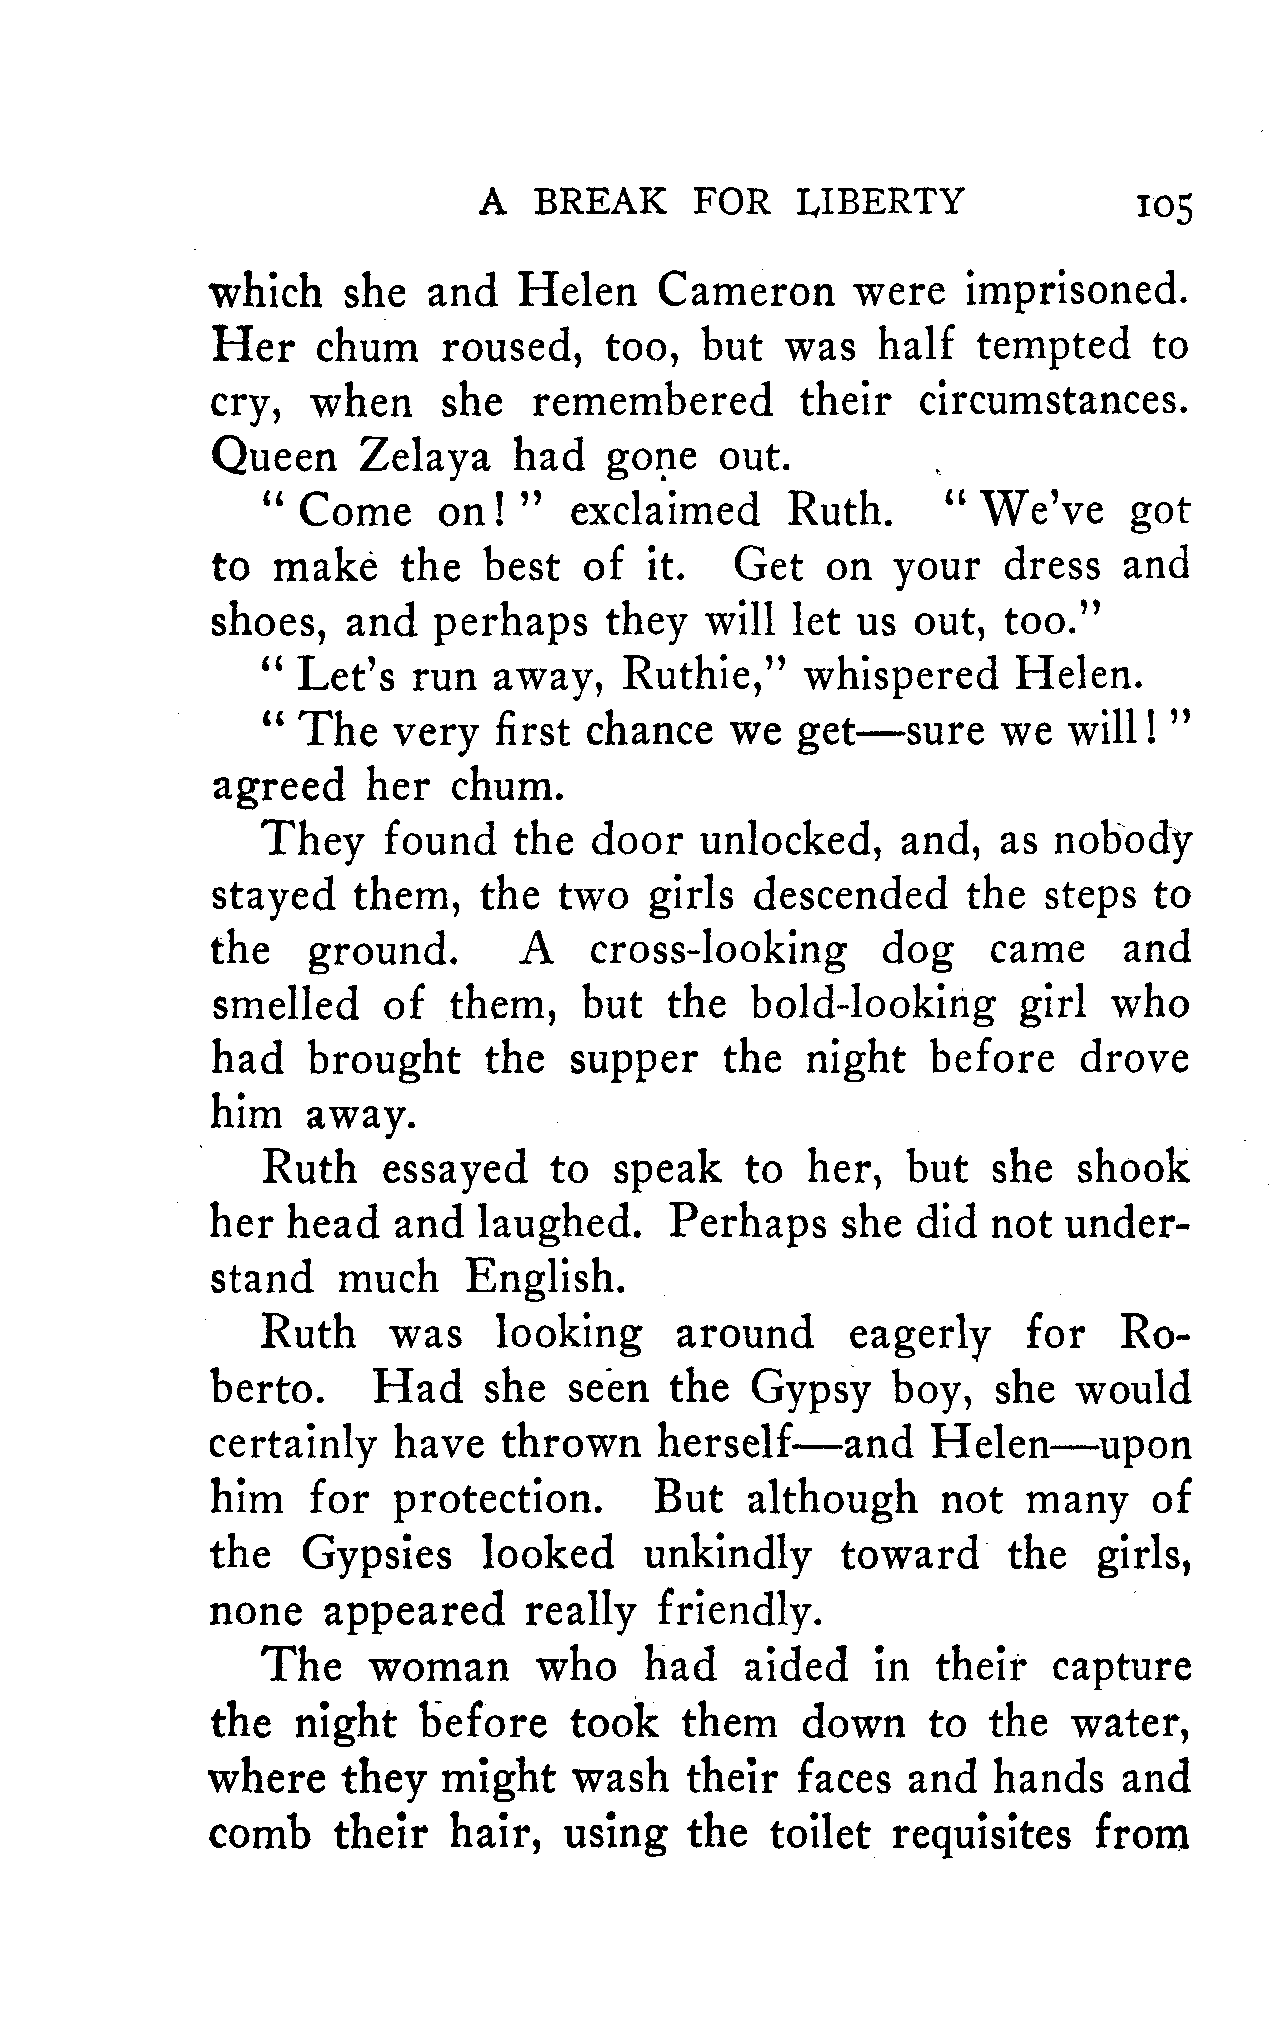 A BREAK FOR LIBERTY 105
which she and Helen Cameron were imprisoned.
Her chum roused, too, but was half tempted to
cry, when she remembered their circumstances.
Queen Zelaya had gone out.
" Come on! " exclaimed Ruth. " We've got
to make the best of it. Get on your dress and
shoes, and perhaps they will let us out, too."
" Let's run away, Ruthie," whispered Helen.
" The very first chance we get—sure we will! "
agreed her chum.
They found the door unlocked, and, as nobody
stayed them, the two girls descended the steps to
the ground. A cross-looking dog came and
smelled of them, but the bold-looking girl who
had brought the supper the night before drove
him away.
Ruth essayed to speak to her, but she shook
her head and laughed. Perhaps she did not under-
stand much English.
Ruth was looking around eagerly for Ro-
berto. Had she seen the Gypsy boy, she would
certainly have thrown herself—and Helen—upon
him for protection. But although not many of
the Gypsies looked unkindly toward the girls,
none appeared really friendly.
The woman who had aided in their capture
the night before took them down to the water,
where they might wash their faces and hands and
comb their hair, using the toilet requisites from